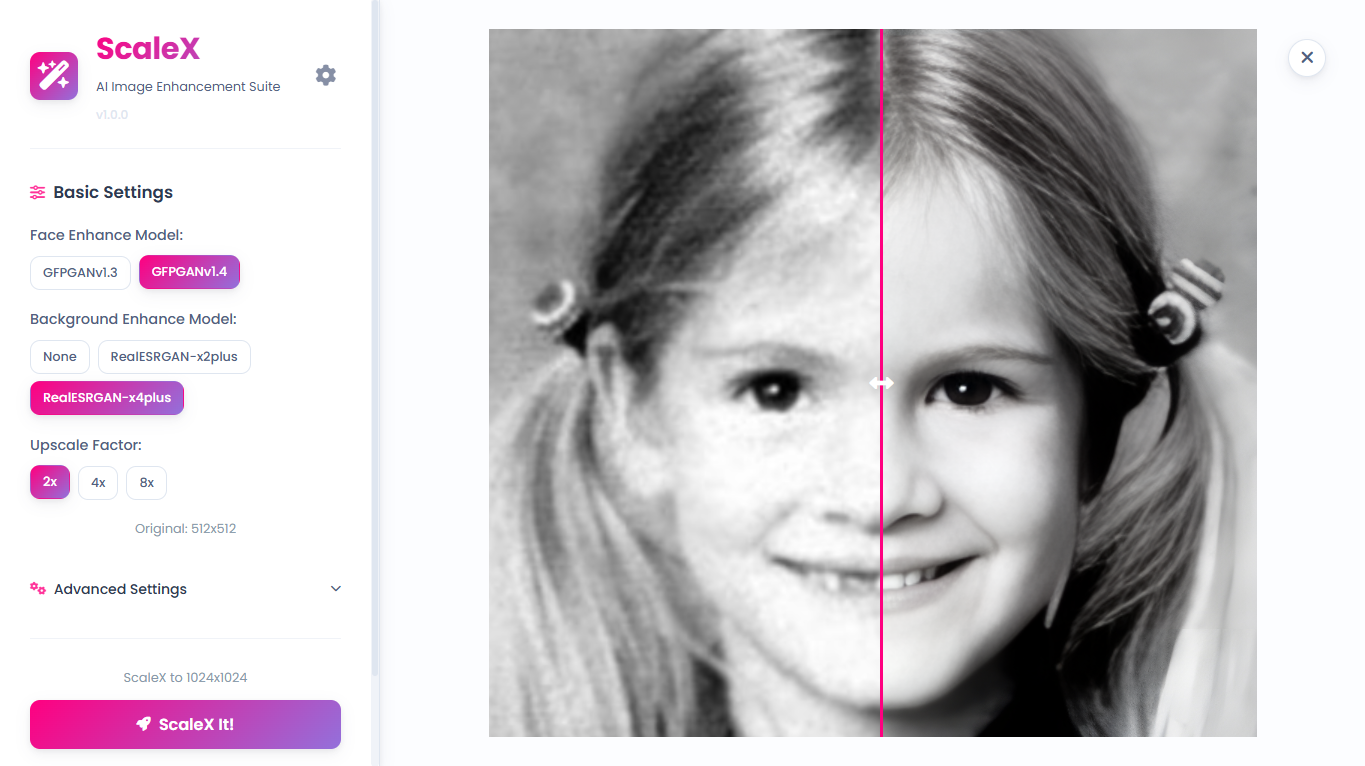 ScaleX
AI Image Enhancement Suite
v1.0.0
Basic Settings
Face Enhance Model:
GFPGANv1.3 GFPGANv1.4
Background Enhance Model:
None RealESRGAN-x2plus
RealESRGAN-x4plus
Upscale Factor:
2x 4x 8x
Original: 512x512
Advanced Settings
ScaleX to 1024x1024
ScaleX It!